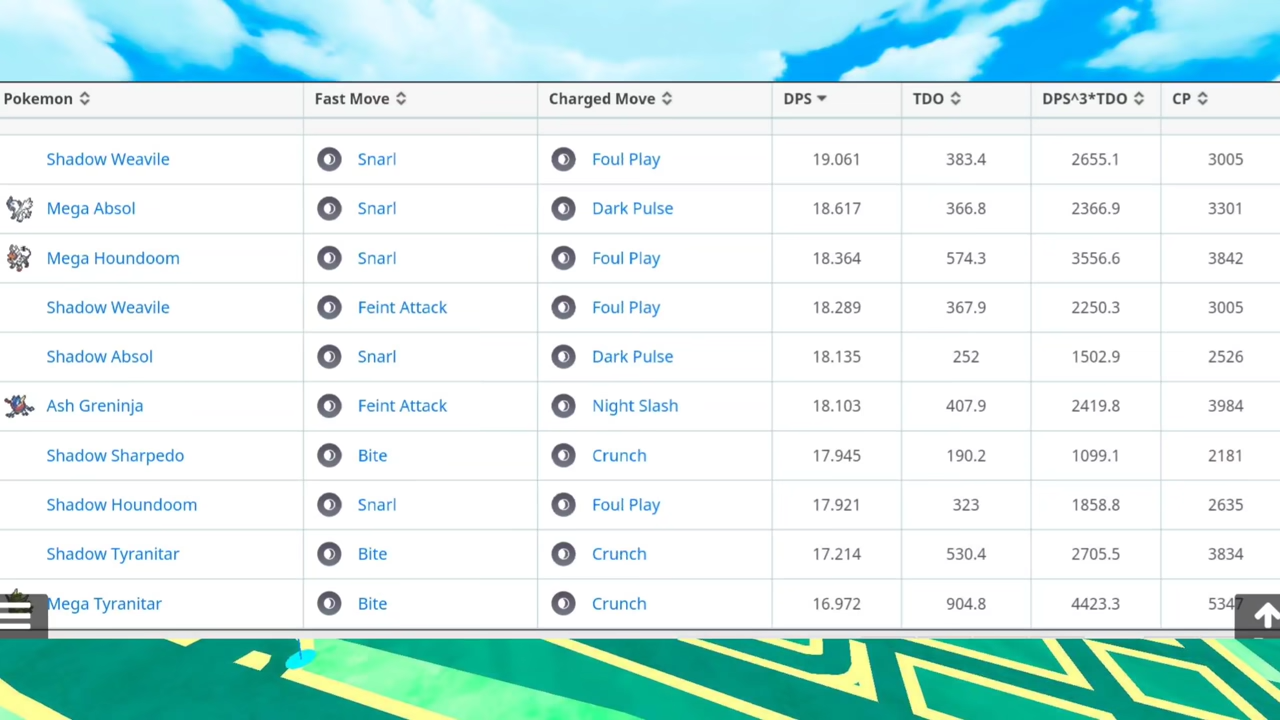 Pokemon Fast Move Charged Move DPS TDO DPS^3*TDO CP
Shadow Weavile Snarl Foul Play 19.061 383.4 2655.1 3005
Mega Absol Snarl Dark Pulse 18.617 366.8 2366.9 3301
Mega Houndoom Snarl Foul Play 18.364 574.3 3556.6 3842
Shadow Weavile Feint Attack Foul Play 18.289 367.9 2250.3 3005
Shadow Absol Snarl Dark Pulse 18.135 252 1502.9 2526
Ash Greninja Feint Attack Night Slash 18.103 407.9 2419.8 3984
Shadow Sharpedo Bite Crunch 17.945 190.2 1099.1 2181
Shadow Houndoom Snarl Foul Play 17.921 323 1858.8 2635
Shadow Tyranitar Bite Crunch 17.214 530.4 2705.5 3834
Mega Tyranitar Bite Crunch 16.972 904.8 4423.3 5347